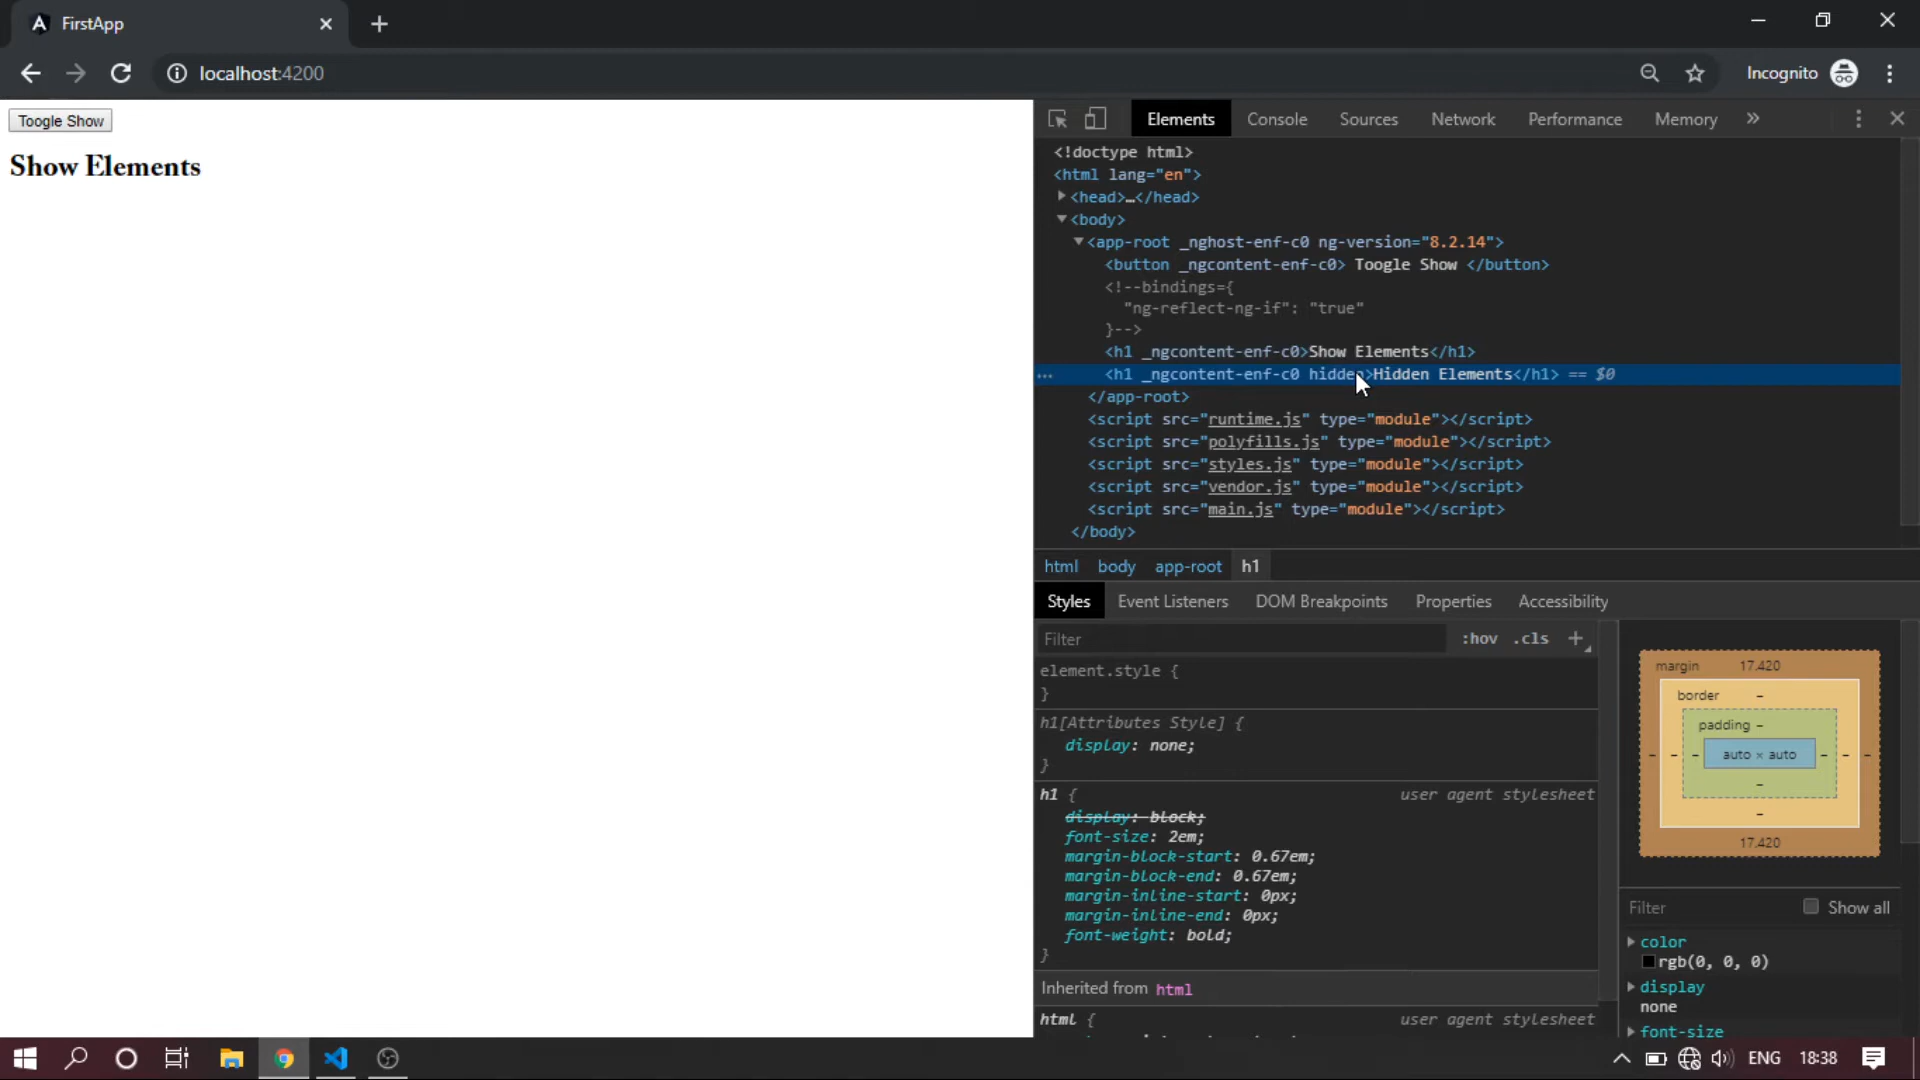 FirstApp
localhost:4200
Incognito
Toogle Show
Show Elements
Elements
Console
Sources
Network
Performance
Memory
<!doctype html>
<html lang="en">
<head>…</head>
<body>
<app-root _nghost-enf-c0 ng-version="8.2.14">
<button _ngcontent-enf-c0> Toogle Show </button>
<!--bindings={
"ng-reflect-ng-if": "true"
}-->
<h1 _ngcontent-enf-c0>Show Elements</h1>
<h1 _ngcontent-enf-c0 hidden>Hidden Elements</h1> == $0
</app-root>
<script src="runtime.js" type="module"></script>
<script src="polyfills.js" type="module"></script>
<script src="styles.js" type="module"></script>
<script src="vendor.js" type="module"></script>
<script src="main.js" type="module"></script>
</body>
html body app-root h1
Styles
Event Listeners
DOM Breakpoints
Properties
Accessibility
Filter
:hov .cls +
element.style {
}
h1[Attributes Style] {
display: none;
}
h1 { user agent stylesheet
display: block;
font-size: 2em;
margin-block-start: 0.67em;
margin-block-end: 0.67em;
margin-inline-start: 0px;
margin-inline-end: 0px;
font-weight: bold;
}
Inherited from html
html { user agent stylesheet
margin 17.420
border –
padding –
auto × auto
–
–
17.420
Filter
Show all
color
rgb(0, 0, 0)
display
none
font-size
ENG
18:38